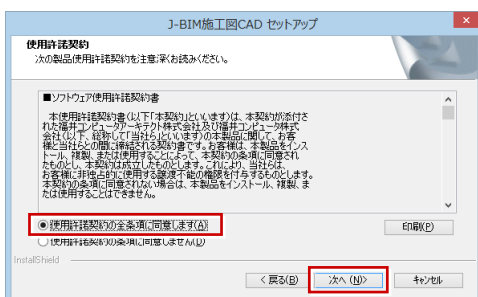 J-BIM施工図CAD セットアップ
使用許諾契約
次の製品使用許諾契約を注意深くお読みください。
■ソフトウェア使用許諾契約書
本使用許諾契約書(以下「本契約」といいます)は、本契約が添付さ
れた福井コンピュータアーキテクト株式会社及び福井コンピュータ株式
会社(以下、総称して「当社ら」といいます)の本製品に関して、お客
様と当社らとの間に締結される契約書です。お客様は、本製品をインス
トール、複製、または使用することによって、本契約の条項に同意され
たものとし、本契約は成立したものとします。これにより、当社らは、
お客様に非独占的に使用する譲渡不能の権限を付与するものとします。
本契約の条項に同意されない場合は、本製品をインストール、複製、ま
たは使用することはできません。
使用許諾契約の全条項に同意します(A)
印刷(P)
使用許諾契約の条項に同意しません(D)
InstallShield
< 戻る(B)
次へ (N)>
キャンセル